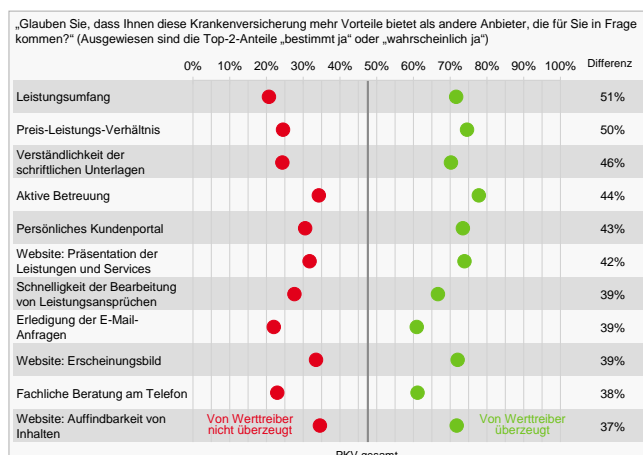 „Glauben Sie, dass Ihnen diese Krankenversicherung mehr Vorteile bietet als andere Anbieter, die für Sie in Frage
kommen?“ (Ausgewiesen sind die Top-2-Anteile „bestimmt ja“ oder „wahrscheinlich ja“)
0% 10% 20% 30% 40% 50% 60% 70% 80% 90% 100% Differenz
Leistungsumfang 51%
Preis-Leistungs-Verhältnis 50%
Verständlichkeit der
schriftlichen Unterlagen 46%
Aktive Betreuung 44%
Persönliches Kundenportal 43%
Website: Präsentation der
Leistungen und Services 42%
Schnelligkeit der Bearbeitung
von Leistungsansprüchen 39%
Erledigung der E-Mail-
Anfragen 39%
Website: Erscheinungsbild 39%
Fachliche Beratung am Telefon 38%
Website: Auffindbarkeit von
Inhalten 37%
Von Werttreiber
nicht überzeugt
Von Werttreiber
überzeugt
PKV gesamt